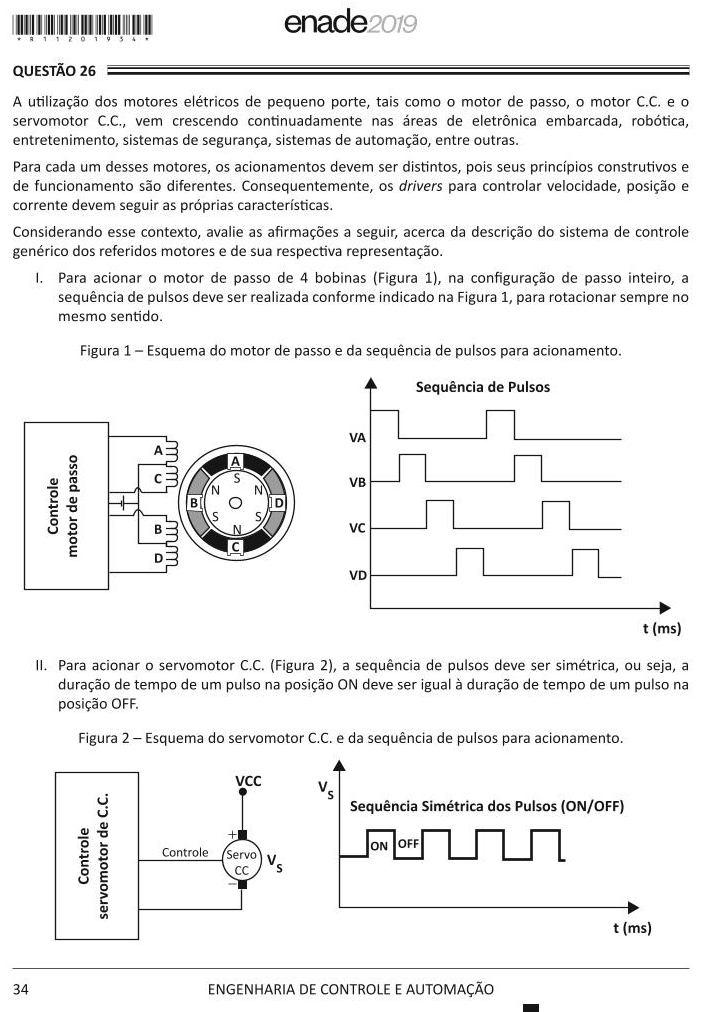 enade2019
*R1120193 4*
QUESTÃO 26
A utilização dos motores elétricos de pequeno porte, tais como o motor de passo, o motor C.C. e o
servomotor C.C., vem crescendo continuadamente nas áreas de eletrônica embarcada, robótica,
entretenimento, sistemas de segurança, sistemas de automação, entre outras.
Para cada um desses motores, os acionamentos devem ser distintos, pois seus princípios construtivos e
de funcionamento são diferentes. Consequentemente, os drivers para controlar velocidade, posição e
corrente devem seguir as próprias características.
Considerando esse contexto, avalie as afirmações a seguir, acerca da descrição do sistema de controle
genérico dos referidos motores e de sua respectiva representação.
I. Para acionar o motor de passo de 4 bobinas (Figura 1), na configuração de passo inteiro, a
sequência de pulsos deve ser realizada conforme indicado na Figura 1, para rotacionar sempre no
mesmo sentido.
Figura 1 – Esquema do motor de passo e da sequência de pulsos para acionamento.
Controle
motor de passo
A
C
B
D
A
S
N
N
B
D
S
S
N
C
Sequência de Pulsos
VA
VB
VC
VD
t (ms)
II. Para acionar o servomotor C.C. (Figura 2), a sequência de pulsos deve ser simétrica, ou seja, a
duração de tempo de um pulso na posição ON deve ser igual à duração de tempo de um pulso na
posição OFF.
Figura 2 – Esquema do servomotor C.C. e da sequência de pulsos para acionamento.
Controle
servomotor de C.C.
VCC
+
Controle
Servo
CC
VS
–
VS
Sequência Simétrica dos Pulsos (ON/OFF)
ON OFF
t (ms)
34
ENGENHARIA DE CONTROLE E AUTOMAÇÃO